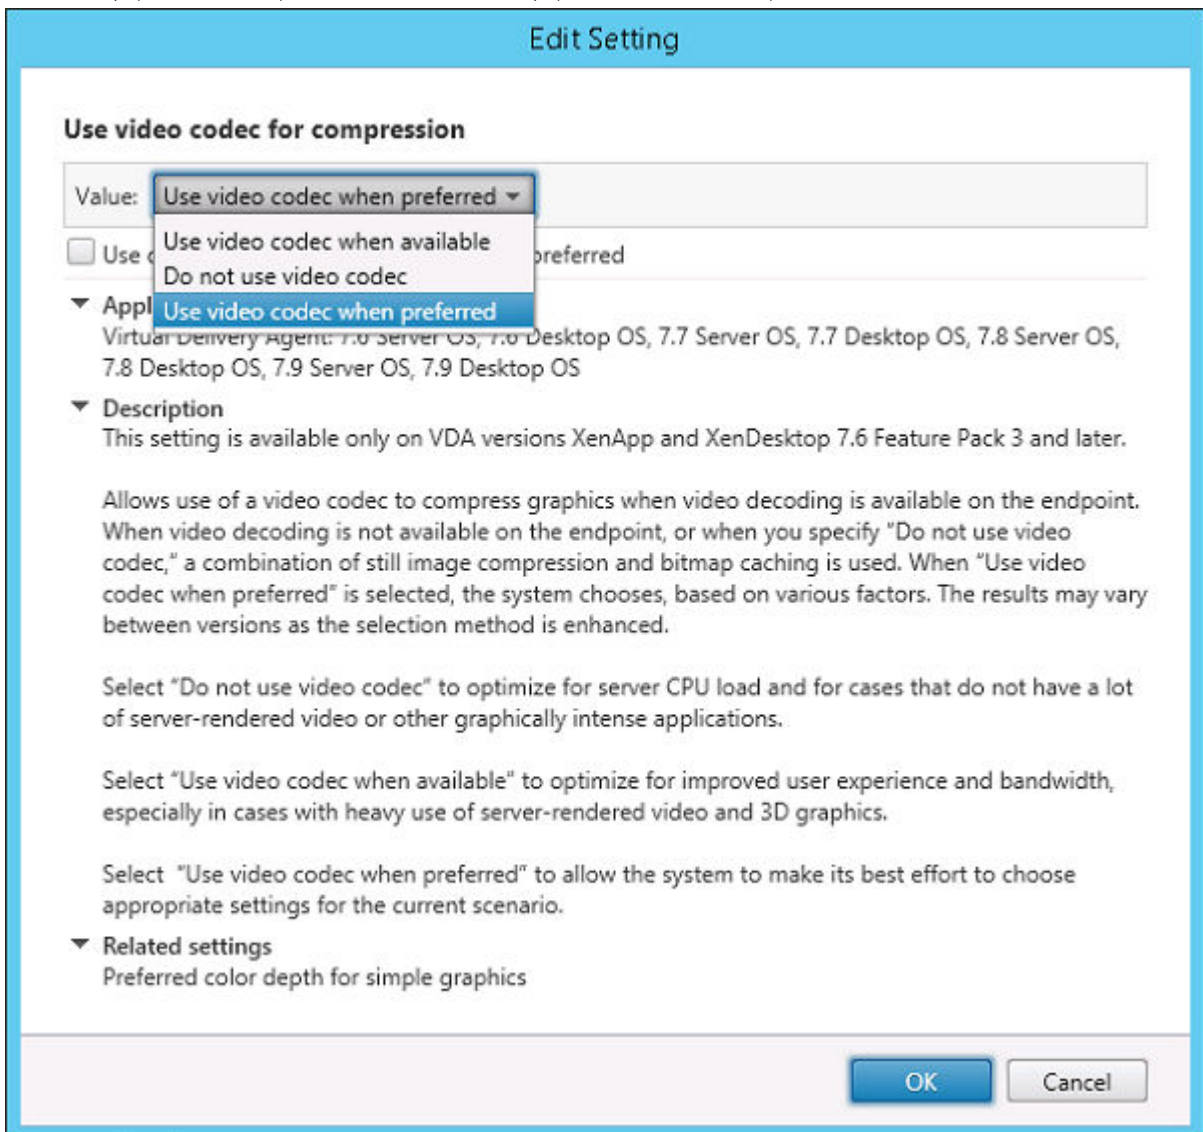 Edit Setting
Use video codec for compression
Value: Use video codec when preferred
Use video codec when available
Use preferred
Do not use video codec
Appl
Use video codec when preferred
Virtual Delivery Agent: 7.6 Server OS, 7.6 Desktop OS, 7.7 Server OS, 7.7 Desktop OS, 7.8 Server OS,
7.8 Desktop OS, 7.9 Server OS, 7.9 Desktop OS
Description
This setting is available only on VDA versions XenApp and XenDesktop 7.6 Feature Pack 3 and later.
Allows use of a video codec to compress graphics when video decoding is available on the endpoint.
When video decoding is not available on the endpoint, or when you specify "Do not use video
codec," a combination of still image compression and bitmap caching is used. When "Use video
codec when preferred" is selected, the system chooses, based on various factors. The results may vary
between versions as the selection method is enhanced.
Select "Do not use video codec" to optimize for server CPU load and for cases that do not have a lot
of server-rendered video or other graphically intense applications.
Select "Use video codec when available" to optimize for improved user experience and bandwidth,
especially in cases with heavy use of server-rendered video and 3D graphics.
Select  "Use video codec when preferred" to allow the system to make its best effort to choose
appropriate settings for the current scenario.
Related settings
Preferred color depth for simple graphics
OK Cancel